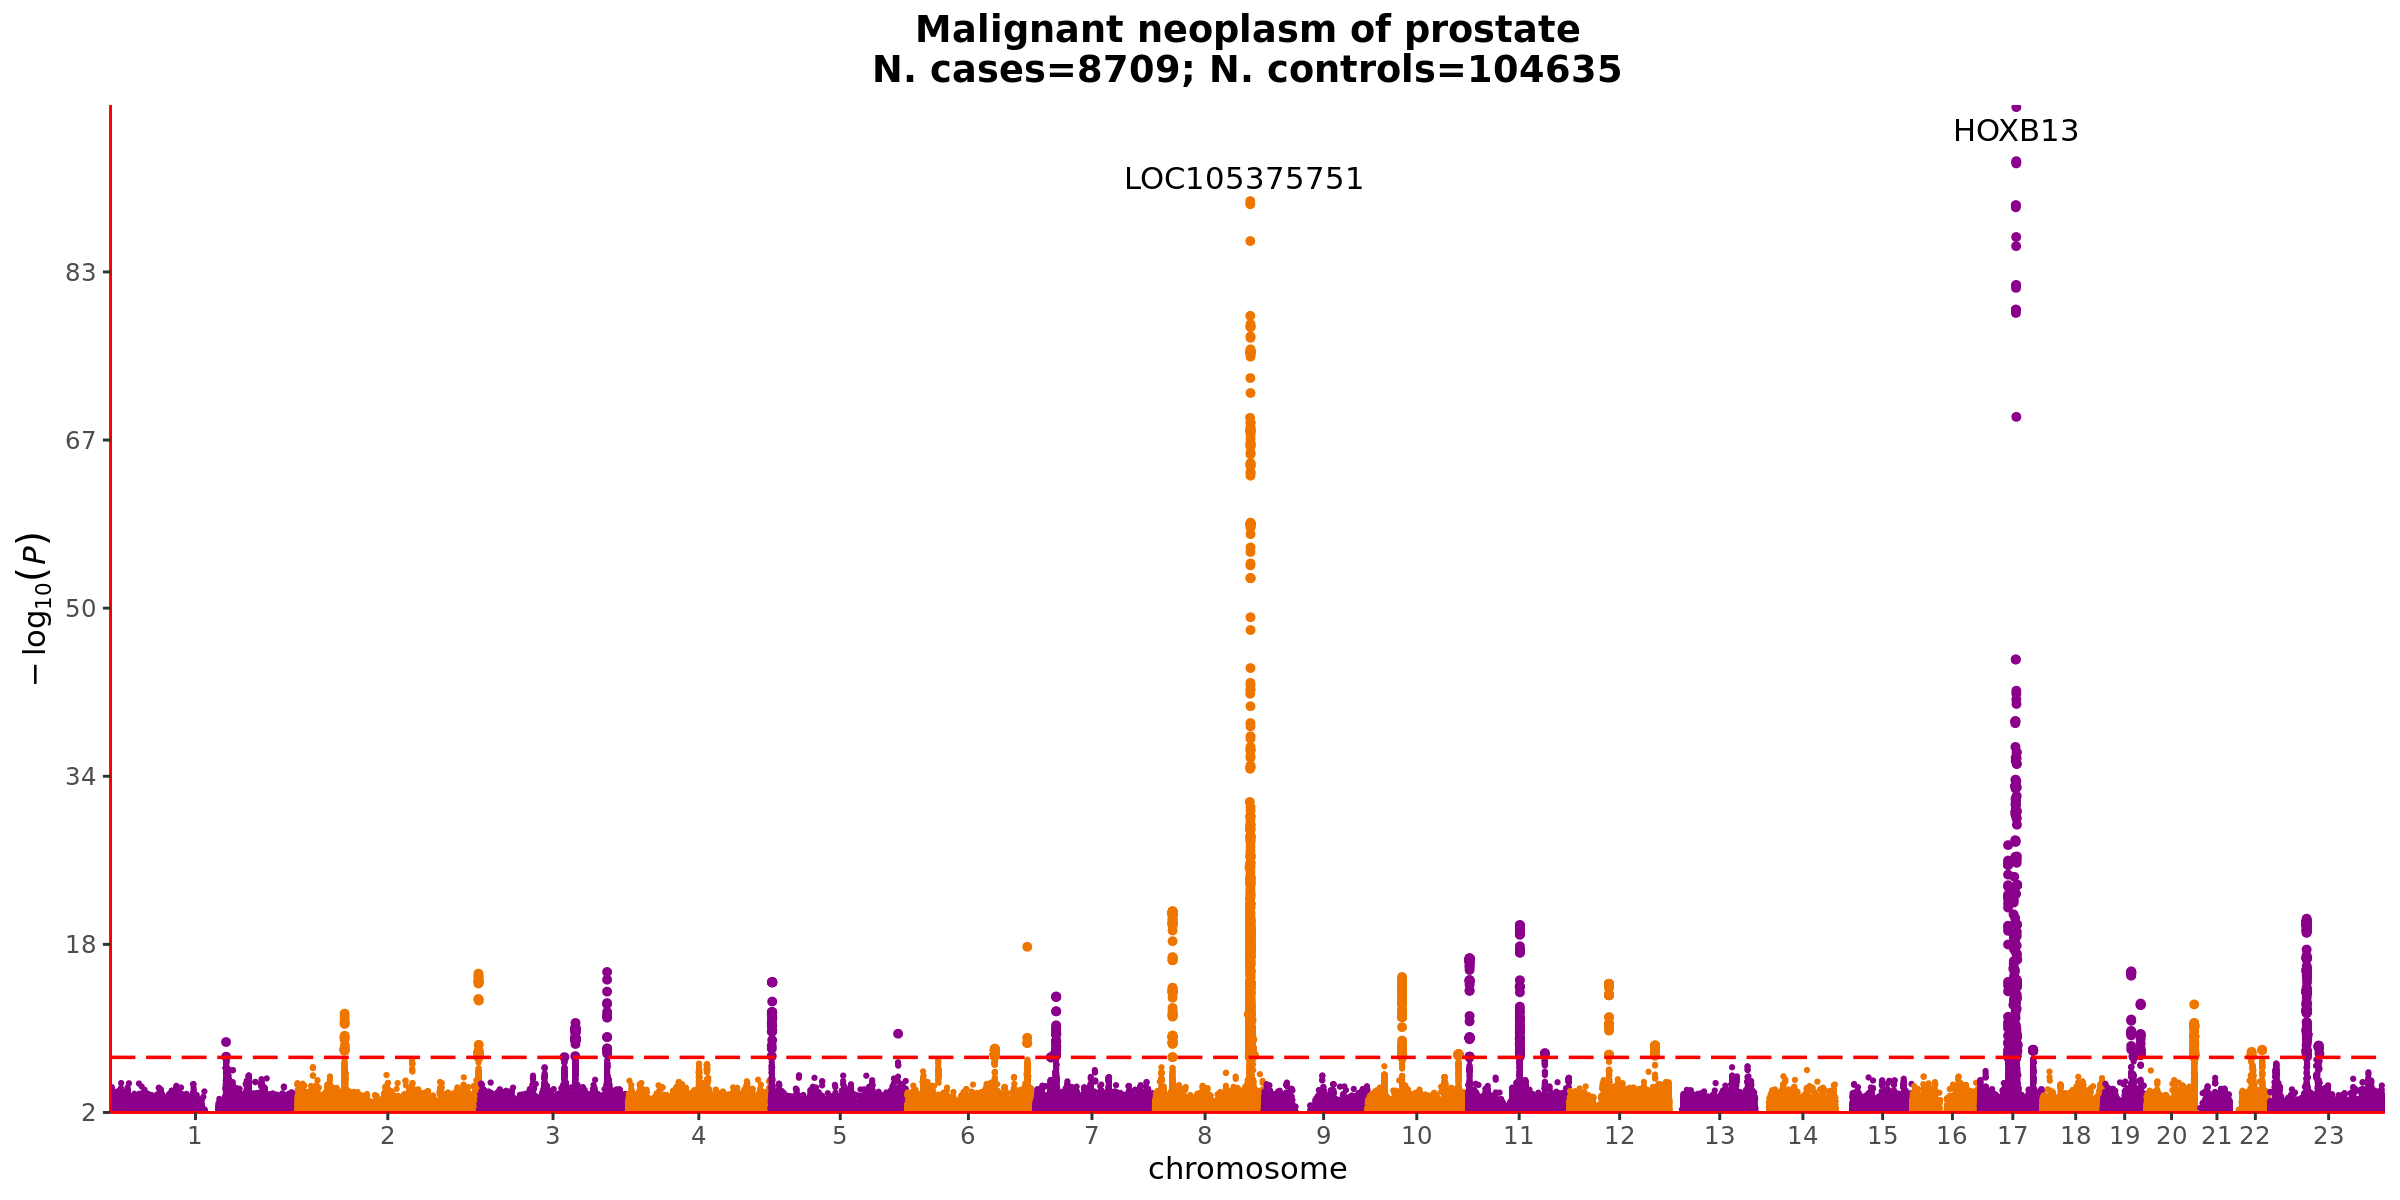 Malignant neoplasm of prostate
N. cases=8709; N. controls=104635
HOXB13
LOC105375751
83
67
50
34
18
2
− log10(P)
1 2 3 4 5 6 7 8 9 10 11 12 13 14 15 16 17 18 19 20 21 22 23
chromosome